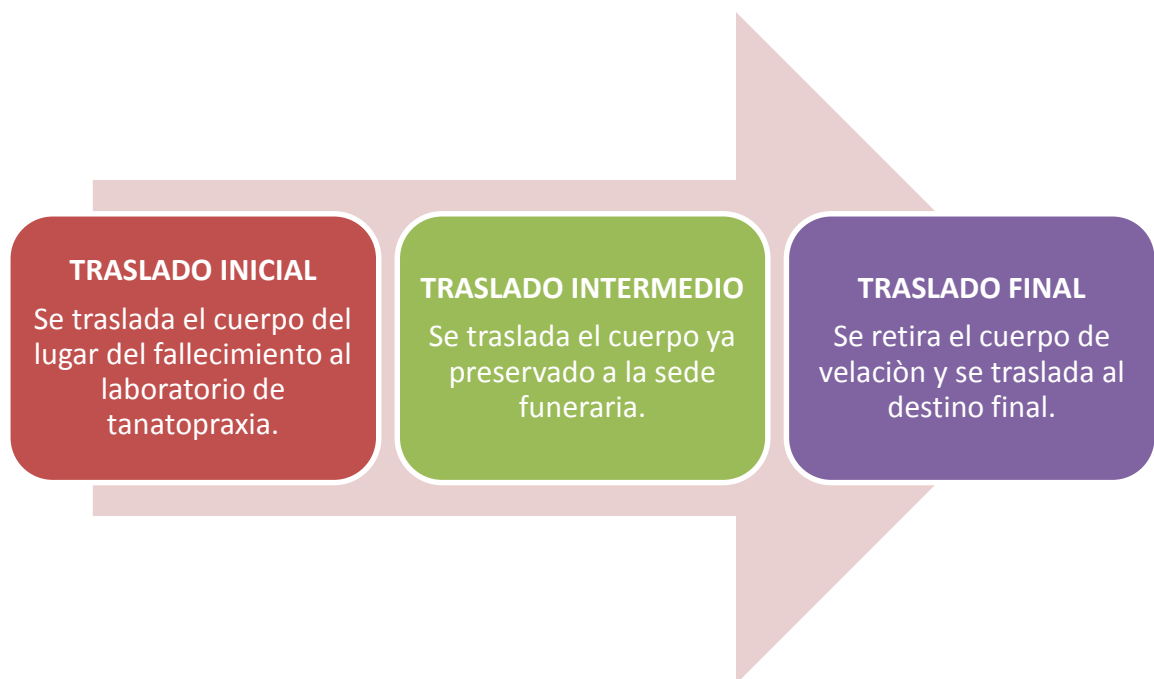 TRASLADO INICIAL
Se traslada el cuerpo del
lugar del fallecimiento al
laboratorio de
tanatopraxia.
TRASLADO INTERMEDIO
Se traslada el cuerpo ya
preservado a la sede
funeraria.
TRASLADO FINAL
Se retira el cuerpo de
velaciòn y se traslada al
destino final.